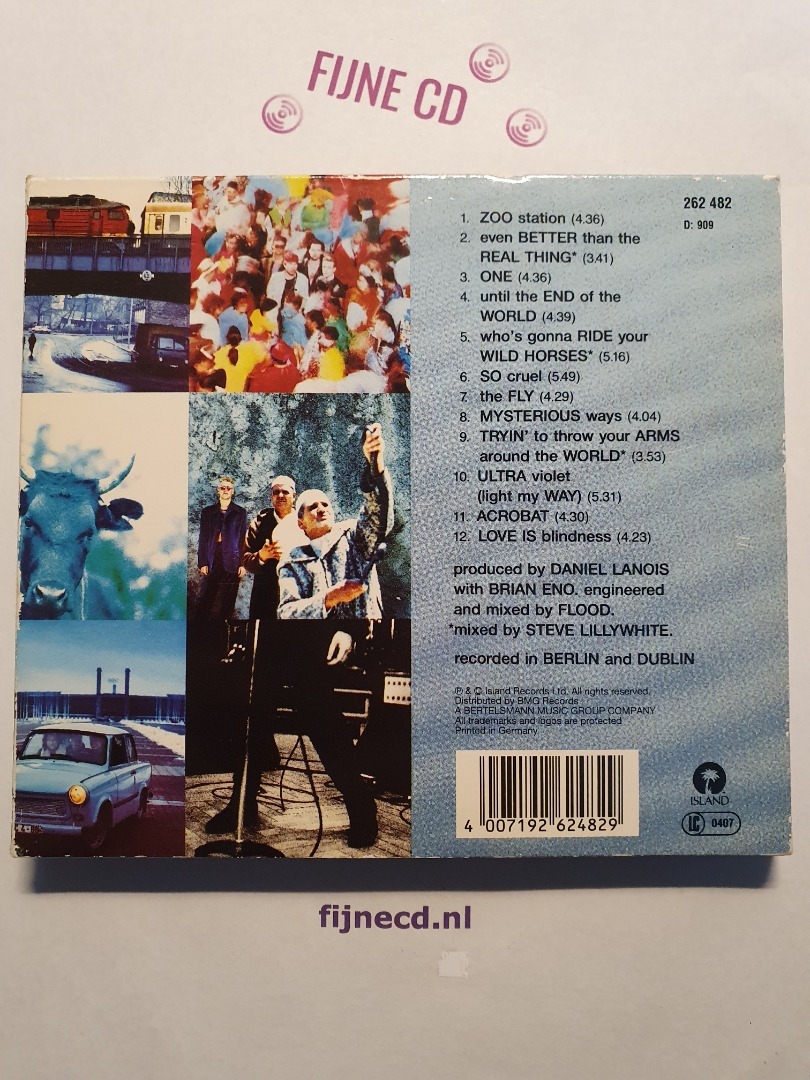 FIJNE CD
262 482
D: 909
1. ZOO station (4.36)
2. even BETTER than the
REAL THING* (3.41)
3. ONE (4.36)
4. until the END of the
WORLD (4.39)
5. who's gonna RIDE your
WILD HORSES* (5.16)
6. SO cruel (5.49)
7. the FLY (4.29)
8. MYSTERIOUS ways (4.04)
9. TRYIN' to throw your ARMS
around the WORLD* (3.53)
10. ULTRA violet
(light my WAY) (5.31)
11. ACROBAT (4.30)
12. LOVE IS blindness (4.23)
produced by DANIEL LANOIS
with BRIAN ENO. engineered
and mixed by FLOOD.
*mixed by STEVE LILLYWHITE.
recorded in BERLIN and DUBLIN
℗ & © Island Records Ltd. All rights reserved.
Distributed by BMG Records
A BERTELSMANN MUSIC GROUP COMPANY
All trademarks and logos are protected
Printed in Germany
4 007192 624829
ISLAND
LC 0407
fijnecd.nl